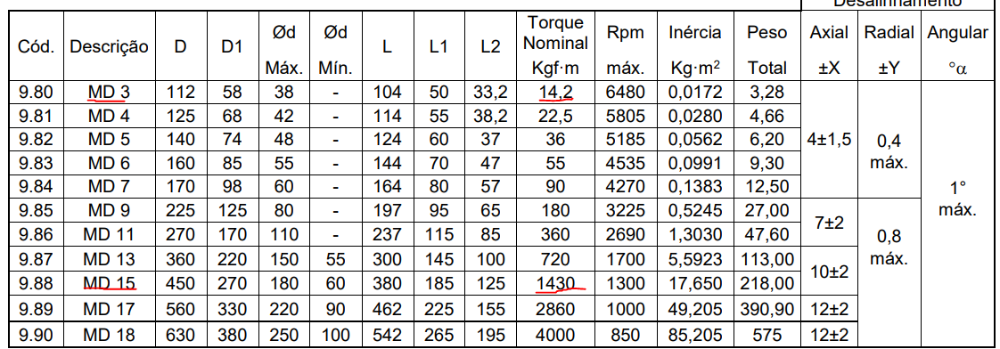 Desalinhamento
Cód. Descrição D D1 Ød Máx. Ød Mín. L L1 L2 Torque Nominal Kgf·m Rpm máx. Inércia Kg·m² Peso Total Axial ±X Radial ±Y Angular °α
9.80 MD 3 112 58 38 - 104 50 33,2 14,2 6480 0,0172 3,28
9.81 MD 4 125 68 42 - 114 55 38,2 22,5 5805 0,0280 4,66
9.82 MD 5 140 74 48 - 124 60 37 36 5185 0,0562 6,20 4±1,5 0,4 máx.
9.83 MD 6 160 85 55 - 144 70 47 55 4535 0,0991 9,30
9.84 MD 7 170 98 60 - 164 80 57 90 4270 0,1383 12,50 1° máx.
9.85 MD 9 225 125 80 - 197 95 65 180 3225 0,5245 27,00 7±2
9.86 MD 11 270 170 110 - 237 115 85 360 2690 1,3030 47,60 0,8 máx.
9.87 MD 13 360 220 150 55 300 145 100 720 1700 5,5923 113,00 10±2
9.88 MD 15 450 270 180 60 380 185 125 1430 1300 17,650 218,00
9.89 MD 17 560 330 220 90 462 225 155 2860 1000 49,205 390,90 12±2
9.90 MD 18 630 380 250 100 542 265 195 4000 850 85,205 575 12±2